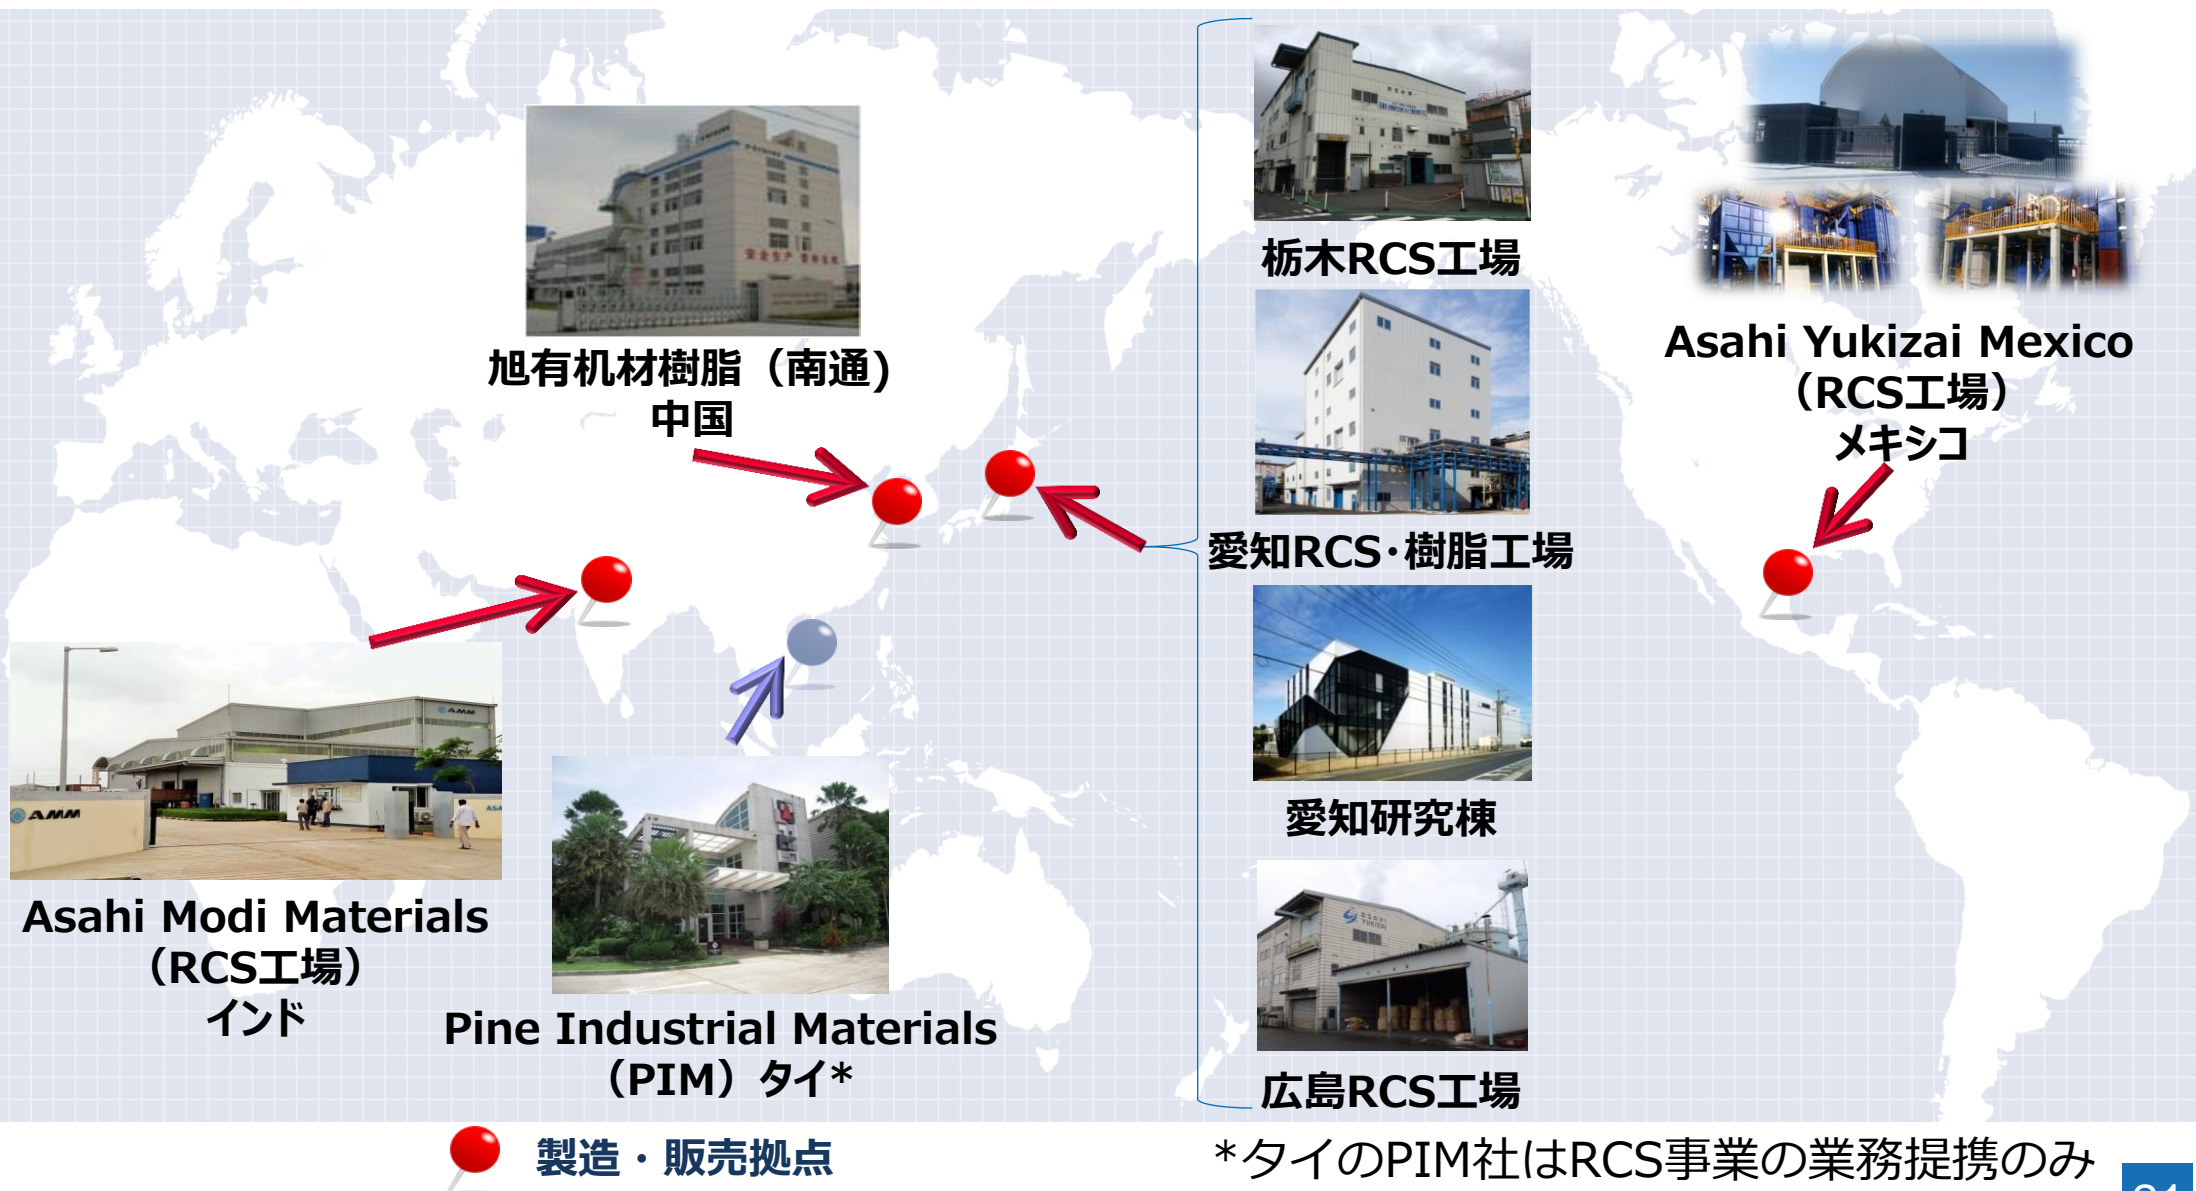 旭有机材樹脂（南通)
中国
Asahi Modi Materials
（RCS工場）
インド
AMM
AMM
ASA
Pine Industrial Materials
（PIM）タイ*
栃木RCS工場
愛知RCS･樹脂工場
愛知研究棟
広島RCS工場
Asahi Yukizai Mexico
（RCS工場）
メキシコ
製造・販売拠点
*タイのPIM社はRCS事業の業務提携のみ